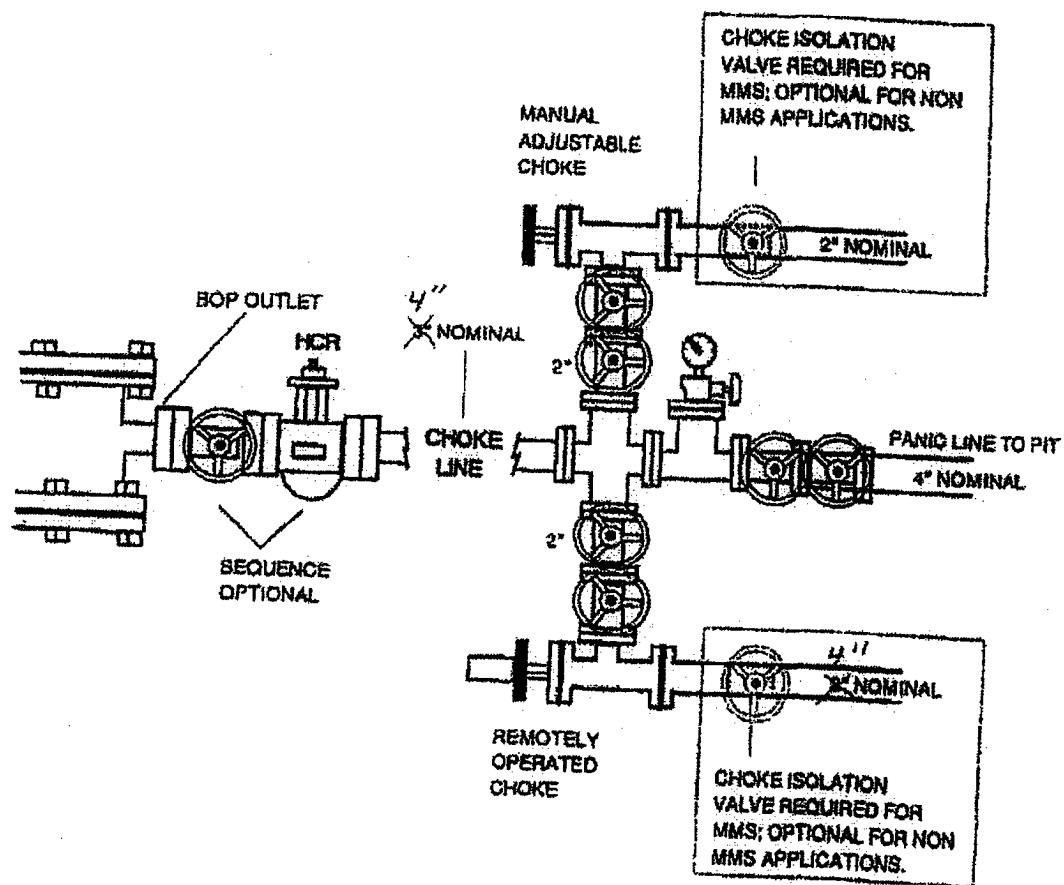 CHOKE ISOLATION
VALVE REQUIRED FOR
MMS; OPTIONAL FOR NON
MMS APPLICATIONS.
MANUAL
ADJUSTABLE
CHOKE
2" NOMINAL
BOP OUTLET
HCR
4"
3" NOMINAL
2"
CHOKE
LINE
PANIC LINE TO PIT
4" NOMINAL
2"
SEQUENCE
OPTIONAL
4"
NOMINAL
REMOTELY
OPERATED
CHOKE
CHOKE ISOLATION
VALVE REQUIRED FOR
MMS; OPTIONAL FOR NON
MMS APPLICATIONS.